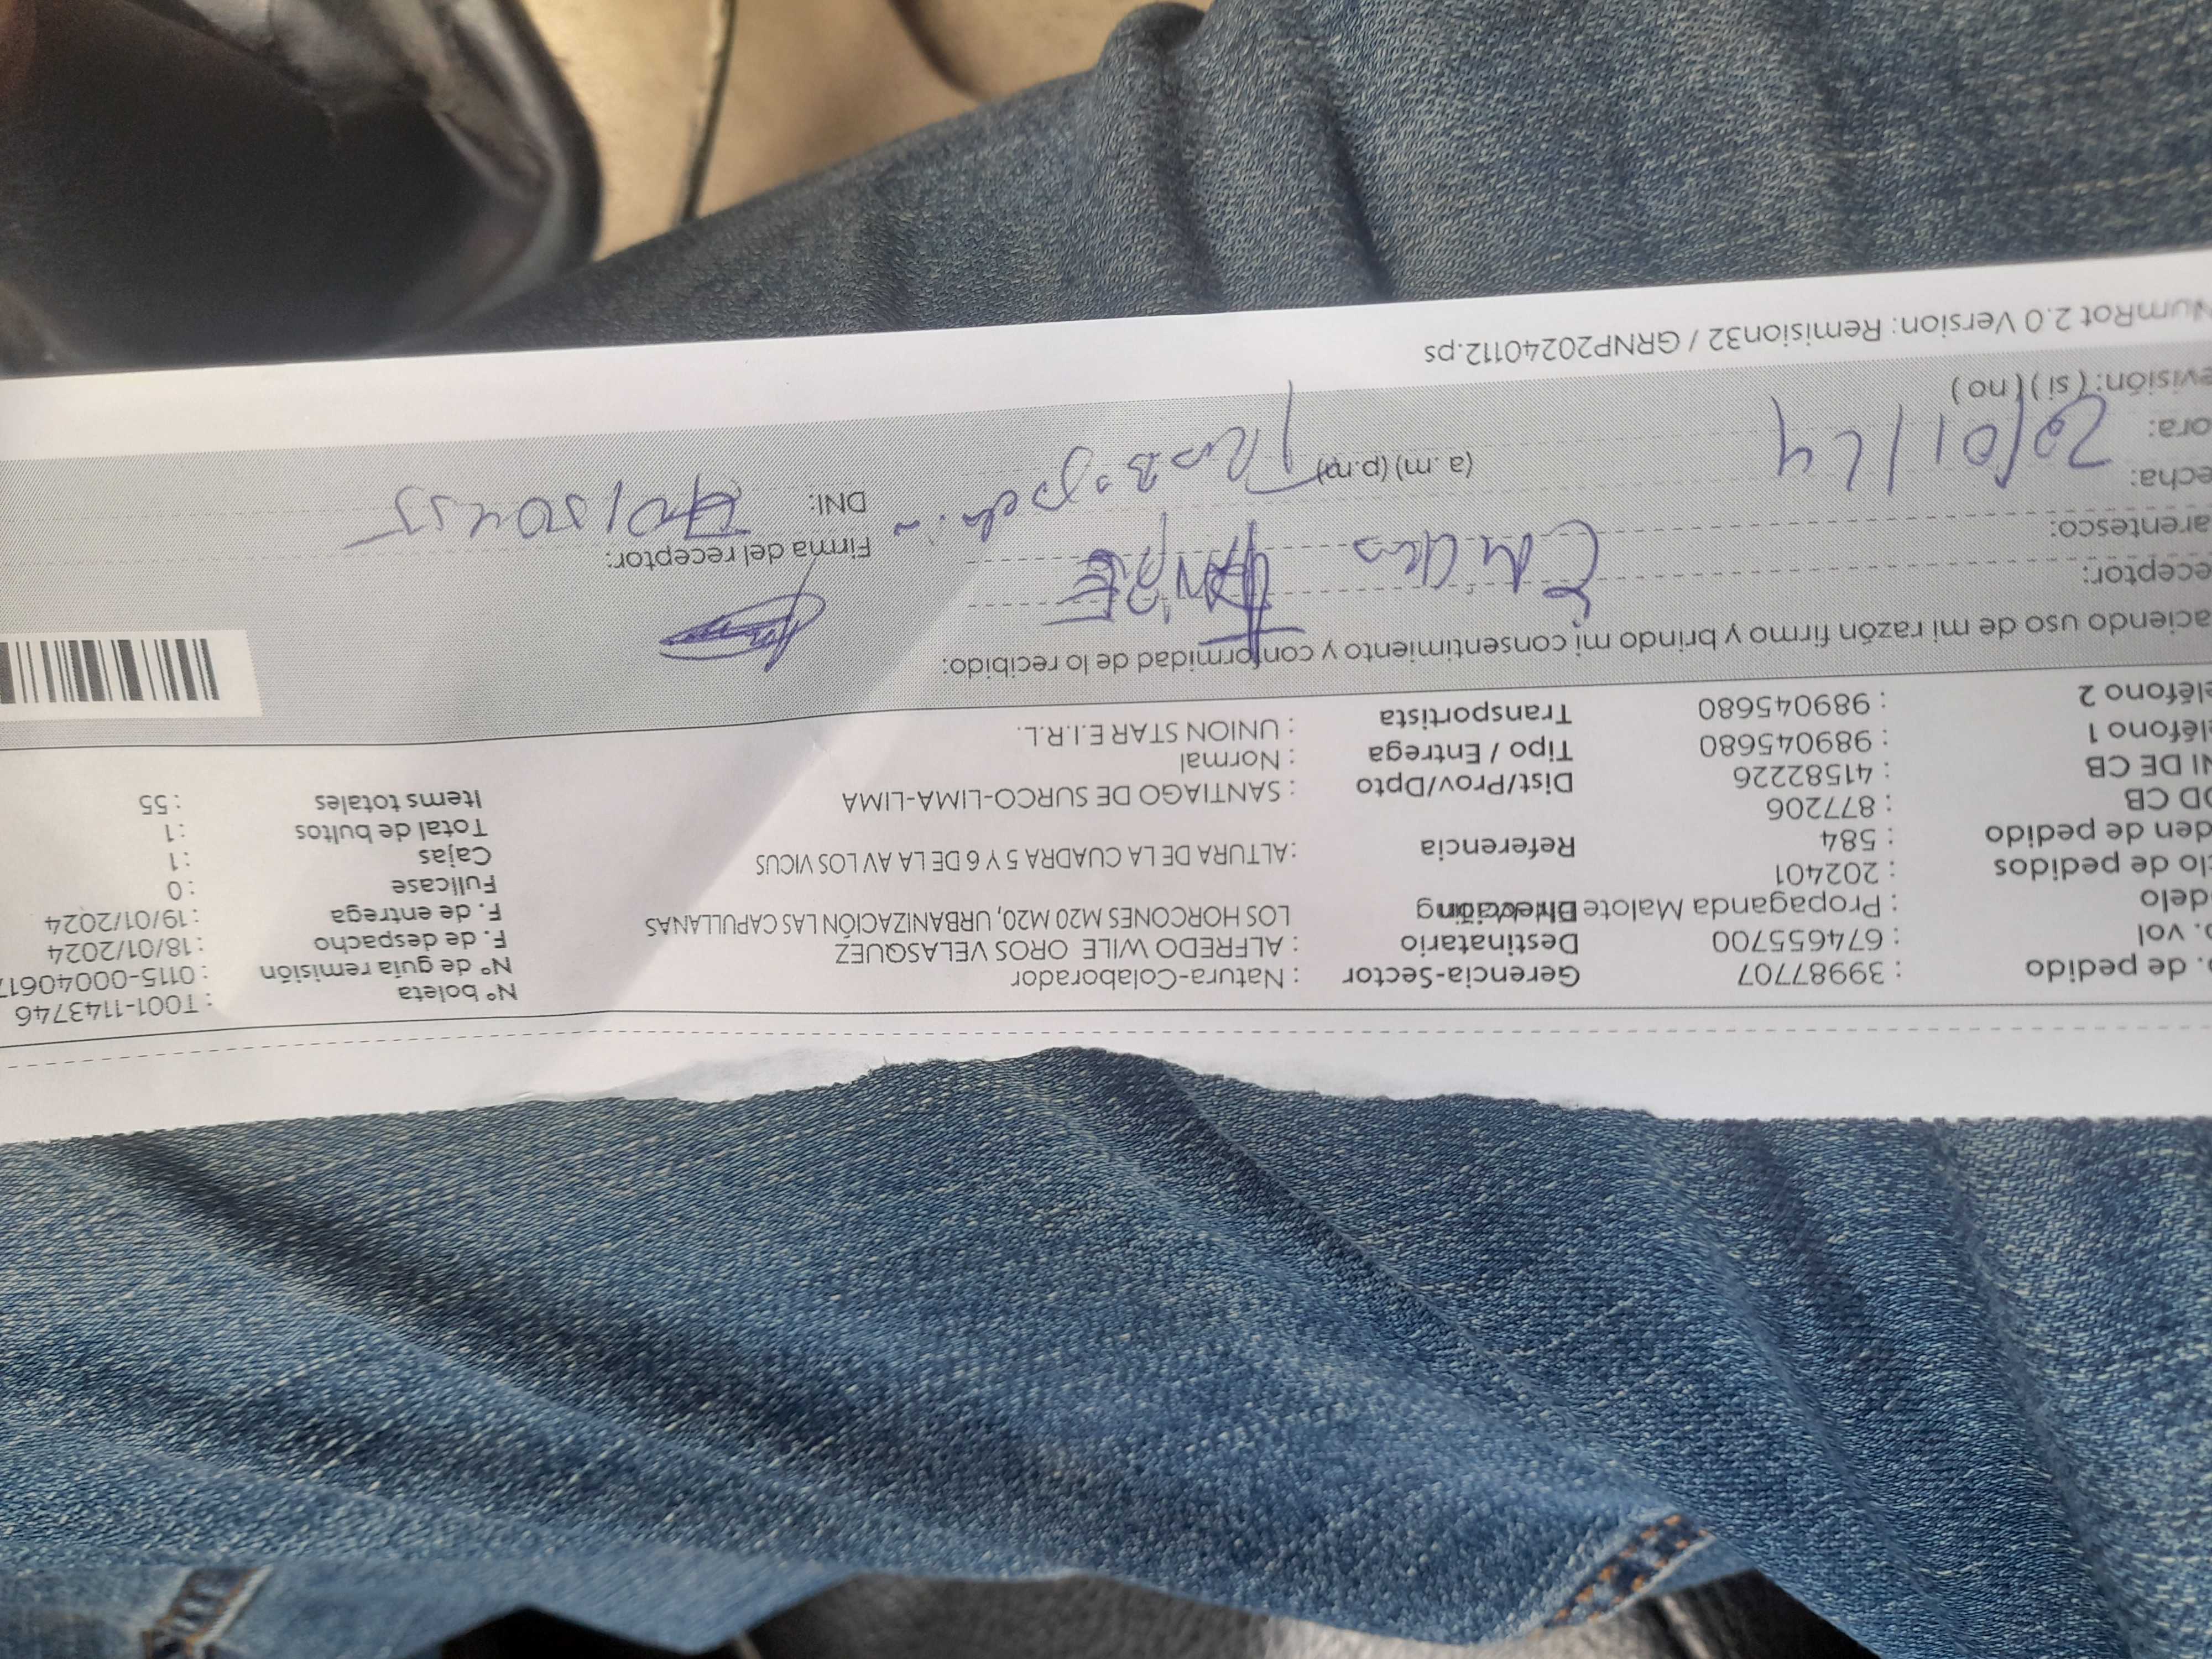 o. de pedido : 39987707 Gerencia-Sector : Natura-Colaborador Nº boleta : T001-1143746
o. vol : 674655700 Destinatario : ALFREDO WILE OROS VELASQUEZ Nº de guía remisión : 0115-00040617
delo : Propaganda Malote LOS HORCONES M20 M20, URBANIZACIÓN LAS CAPULLANAS F. de despacho : 18/01/2024
clo de pedidos : 202401 F. de entrega : 19/01/2024
den de pedido : 584 Referencia : ALTURA DE LA CUADRA 5 Y 6 DE LA AV LOS VICUS Fullcase : 0
OD CB : 877206 Cajas : 1
NI DE CB : 41582226 Dist/Prov/Dpto : SANTIAGO DE SURCO-LIMA-LIMA Total de bultos : 1
eléfono 1 : 989045680 Tipo / Entrega : Normal Items totales : 55
eléfono 2 : 989045680 Transportista : UNION STAR E.I.R.L.
aciendo uso de mi razón firmo y brindo mi consentimiento y conformidad de lo recibido:
eceptor:
arentesco: Firma del receptor:
echa: 20/01/24 DNI:
ora: (a.m) (p.m)
evisión: (si) (no)
NumRot 2.0 Version: Remision32 / GRNP20240112.ps